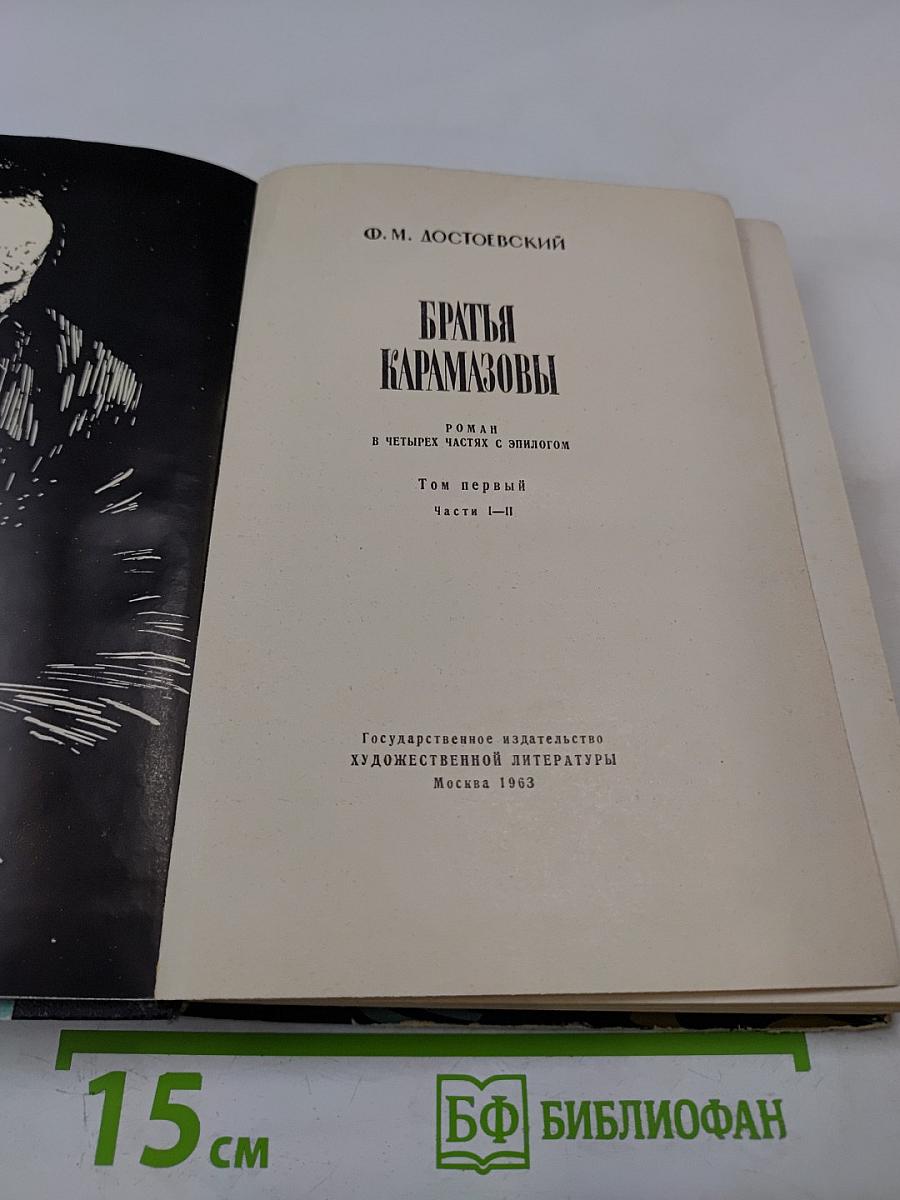 Ф. М. ДОСТОЕВСКИЙ
БРАТЬЯ
КАРАМАЗОВЫ
РОМАН
В ЧЕТЫРЕХ ЧАСТЯХ С ЭПИЛОГОМ
Том первый
Части I—II
Государственное издательство
ХУДОЖЕСТВЕННОЙ ЛИТЕРАТУРЫ
Москва 1963
15 см
БФ БИБЛИОФАН